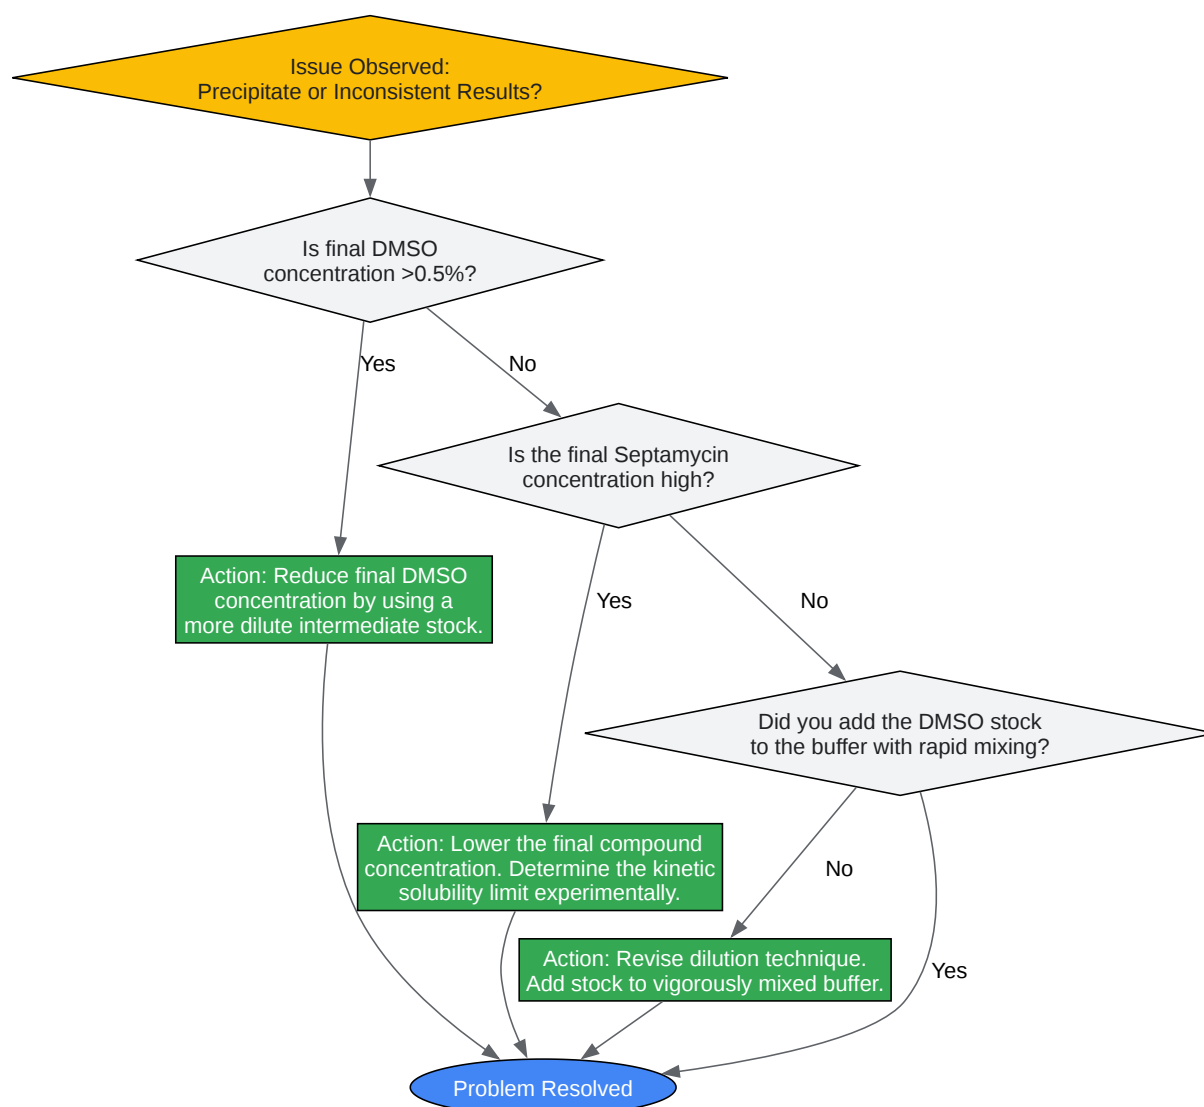 Issue Observed:
Precipitate or Inconsistent Results?
Is final DMSO
concentration >0.5%?
Yes
No
Is the final Septamycin
concentration high?
Action: Reduce final DMSO
concentration by using a
more dilute intermediate stock.
Yes
No
Did you add the DMSO stock
to the buffer with rapid mixing?
Action: Lower the final compound
concentration. Determine the kinetic
solubility limit experimentally.
No
Action: Revise dilution technique.
Add stock to vigorously mixed buffer.
Yes
Problem Resolved